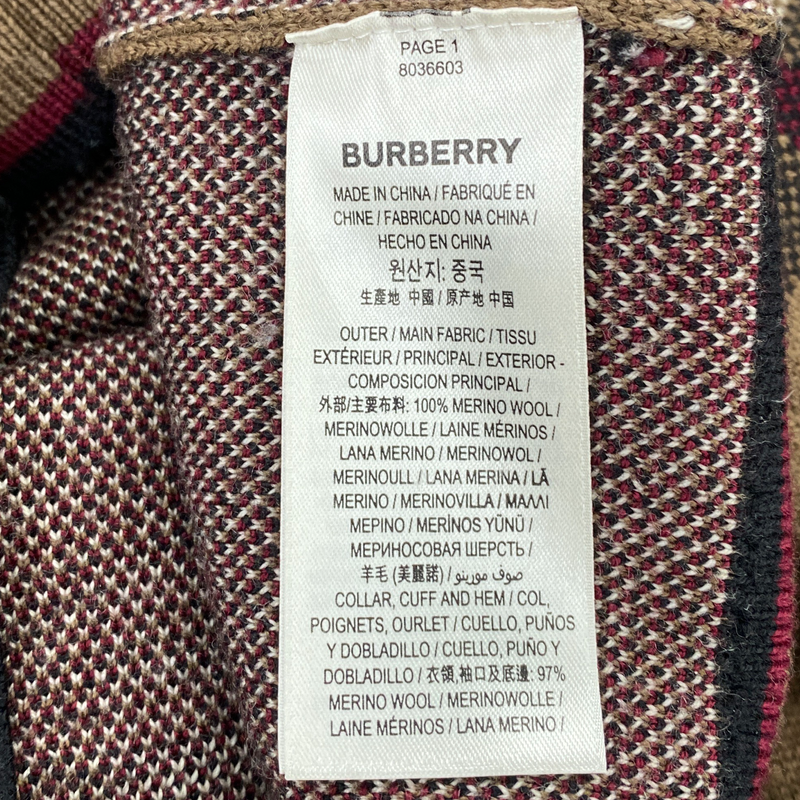 PAGE 1
8036603
BURBERRY
MADE IN CHINA / FABRIQUÉ EN
CHINE / FABRICADO NA CHINA /
HECHO EN CHINA
원산지: 중국
生產地 中國 / 原产地 中国
OUTER / MAIN FABRIC / TISSU
EXTÉRIEUR / PRINCIPAL / EXTERIOR -
COMPOSICION PRINCIPAL /
外部/主要布料: 100% MERINO WOOL /
MERINOWOLLE / LAINE MÉRINOS /
LANA MERINO / MERINOWOL /
MERINOULL / LANA MERINA / LÃ
MERINO / MERINOVILLA / ΜΑΛΛΙ
ΜΕΡΙΝΟ / MERİNOS YÜNÜ /
МЕРИНОСОВАЯ ШЕРСТЬ /
羊毛 (美麗諾) / صوف مورينو /
COLLAR, CUFF AND HEM / COL,
POIGNETS, OURLET / CUELLO, PUÑOS
Y DOBLADILLO / CUELLO, PUÑO Y
DOBLADILLO / 衣領,袖口及底邊: 97%
MERINO WOOL / MERINOWOLLE /
LAINE MÉRINOS / LANA MERINO /